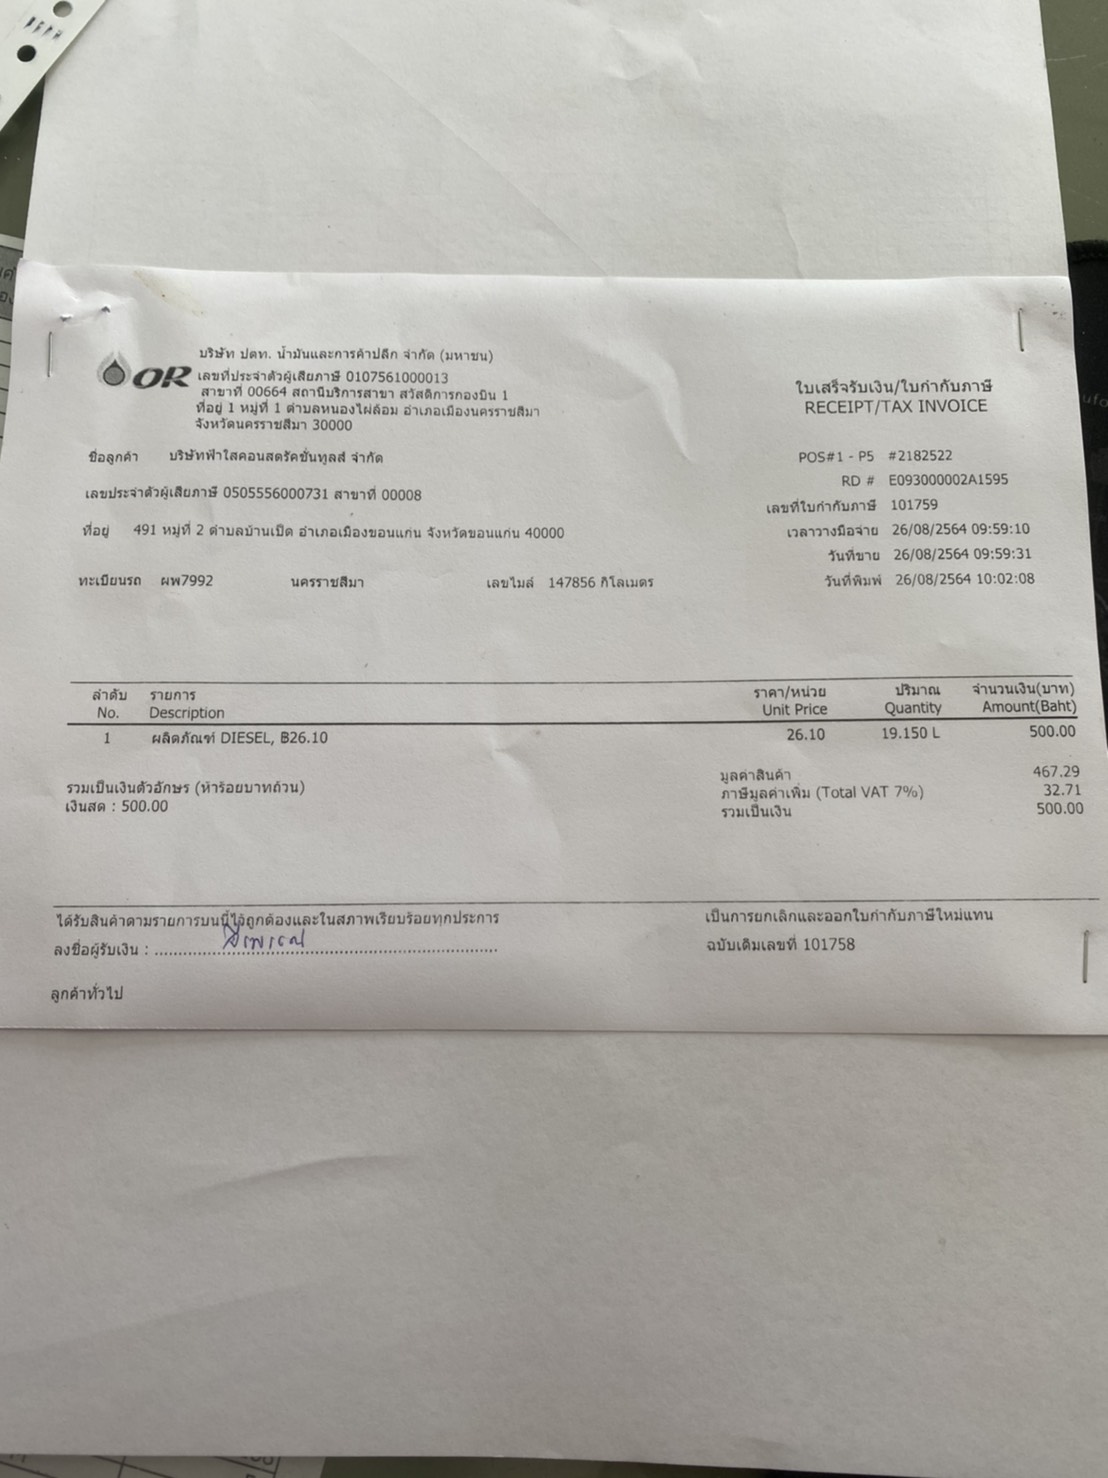 OR
บริษัท ปตท. น้ำมันและการค้าปลีก จำกัด (มหาชน)
เลขที่ประจำตัวผู้เสียภาษี 0107561000013
สาขาที่ 00664 สถานีบริการสาขา สวัสดิการกองบิน 1
ที่อยู่ 1 หมู่ที่ 1 ตำบลหนองไผ่ล้อม อำเภอเมืองนครราชสีมา
จังหวัดนครราชสีมา 30000
ใบเสร็จรับเงิน/ใบกำกับภาษี
RECEIPT/TAX INVOICE
ชื่อลูกค้า บริษัทฟ้าใสคอนสตรัคชั่นทูลส์ จำกัด
เลขประจำตัวผู้เสียภาษี 0505556000731 สาขาที่ 00008
ที่อยู่ 491 หมู่ที่ 2 ตำบลบ้านเป็ด อำเภอเมืองขอนแก่น จังหวัดขอนแก่น 40000
ทะเบียนรถ ผพ7992 นครราชสีมา เลขไมล์ 147856 กิโลเมตร
POS#1 - P5 #2182522
RD # E093000002A1595
เลขที่ใบกำกับภาษี 101759
เวลาวางมือจ่าย 26/08/2564 09:59:10
วันที่ขาย 26/08/2564 09:59:31
วันที่พิมพ์ 26/08/2564 10:02:08
ลำดับ รายการ ราคา/หน่วย ปริมาณ จำนวนเงิน(บาท)
No. Description Unit Price Quantity Amount(Baht)
1 ผลิตภัณฑ์ DIESEL, B26.10 26.10 19.150 L 500.00
มูลค่าสินค้า 467.29
รวมเป็นเงินตัวอักษร (ห้าร้อยบาทถ้วน) ภาษีมูลค่าเพิ่ม (Total VAT 7%) 32.71
เงินสด : 500.00 รวมเป็นเงิน 500.00
ได้รับสินค้าตามรายการบนนี้ไว้ถูกต้องและในสภาพเรียบร้อยทุกประการ
ลงชื่อผู้รับเงิน :
ลูกค้าทั่วไป
เป็นการยกเลิกและออกใบกำกับภาษีใหม่แทน
ฉบับเดิมเลขที่ 101758